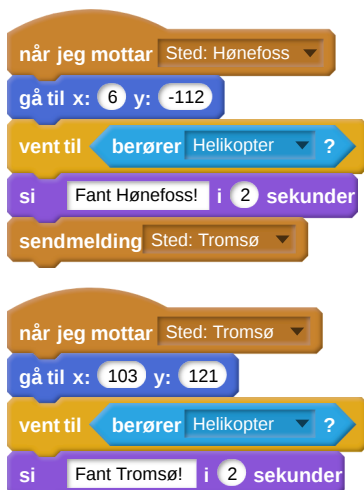 når jeg mottar Sted: Hønefoss
gå til x: 6 y: -112
vent til berører Helikopter ?
si Fant Hønefoss! i 2 sekunder
sendmelding Sted: Tromsø
når jeg mottar Sted: Tromsø
gå til x: 103 y: 121
vent til berører Helikopter ?
si Fant Tromsø! i 2 sekunder